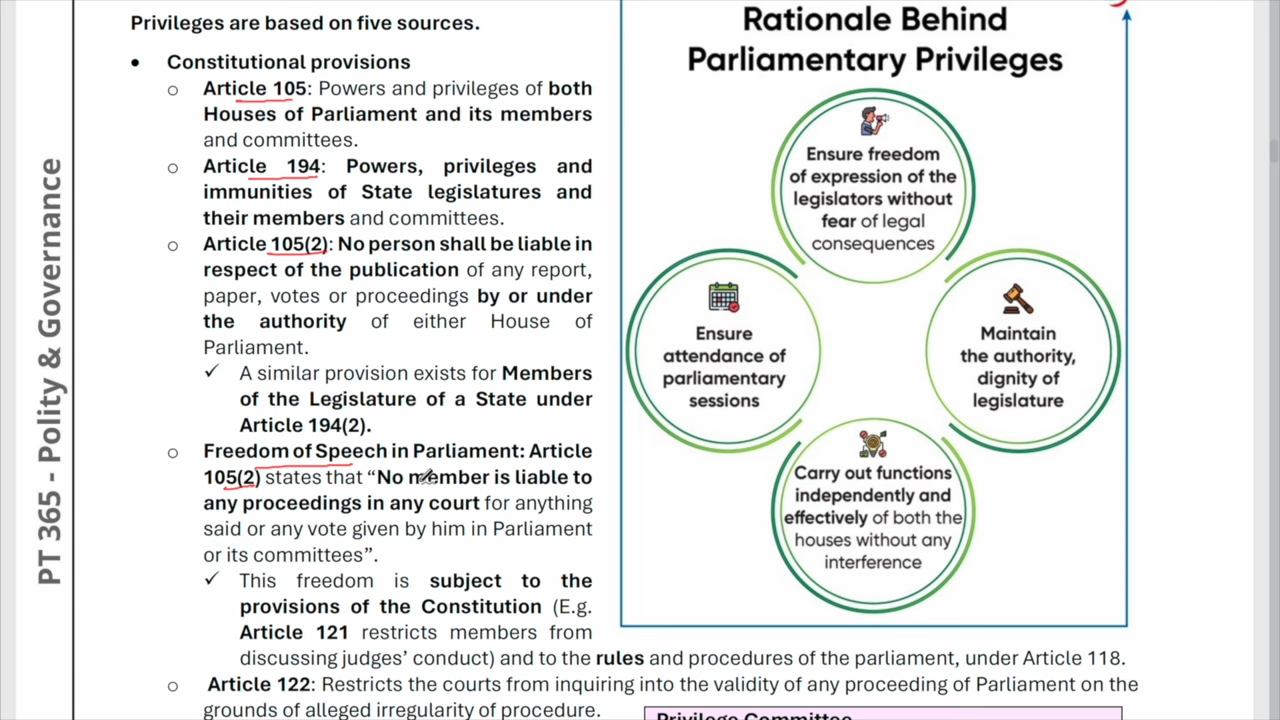 Privileges are based on five sources.
• Constitutional provisions
o Article 105: Powers and privileges of both
Houses of Parliament and its members
and committees.
o Article 194: Powers, privileges and
immunities of State legislatures and
their members and committees.
o Article 105(2): No person shall be liable in
respect of the publication of any report,
paper, votes or proceedings by or under
the authority of either House of
Parliament.
✓ A similar provision exists for Members
of the Legislature of a State under
Article 194(2).
o Freedom of Speech in Parliament: Article
105(2) states that “No member is liable to
any proceedings in any court for anything
said or any vote given by him in Parliament
or its committees”.
✓ This freedom is subject to the
provisions of the Constitution (E.g.
Article 121 restricts members from
discussing judges’ conduct) and to the rules and procedures of the parliament, under Article 118.
o Article 122: Restricts the courts from inquiring into the validity of any proceeding of Parliament on the
grounds of alleged irregularity of procedure.
Rationale Behind
Parliamentary Privileges
Ensure freedom
of expression of the
legislators without
fear of legal
consequences
Ensure
attendance of
parliamentary
sessions
Maintain
the authority,
dignity of
legislature
Carry out functions
independently and
effectively of both the
houses without any
interference
Privilege Committee
PT 365 - Polity & Governance